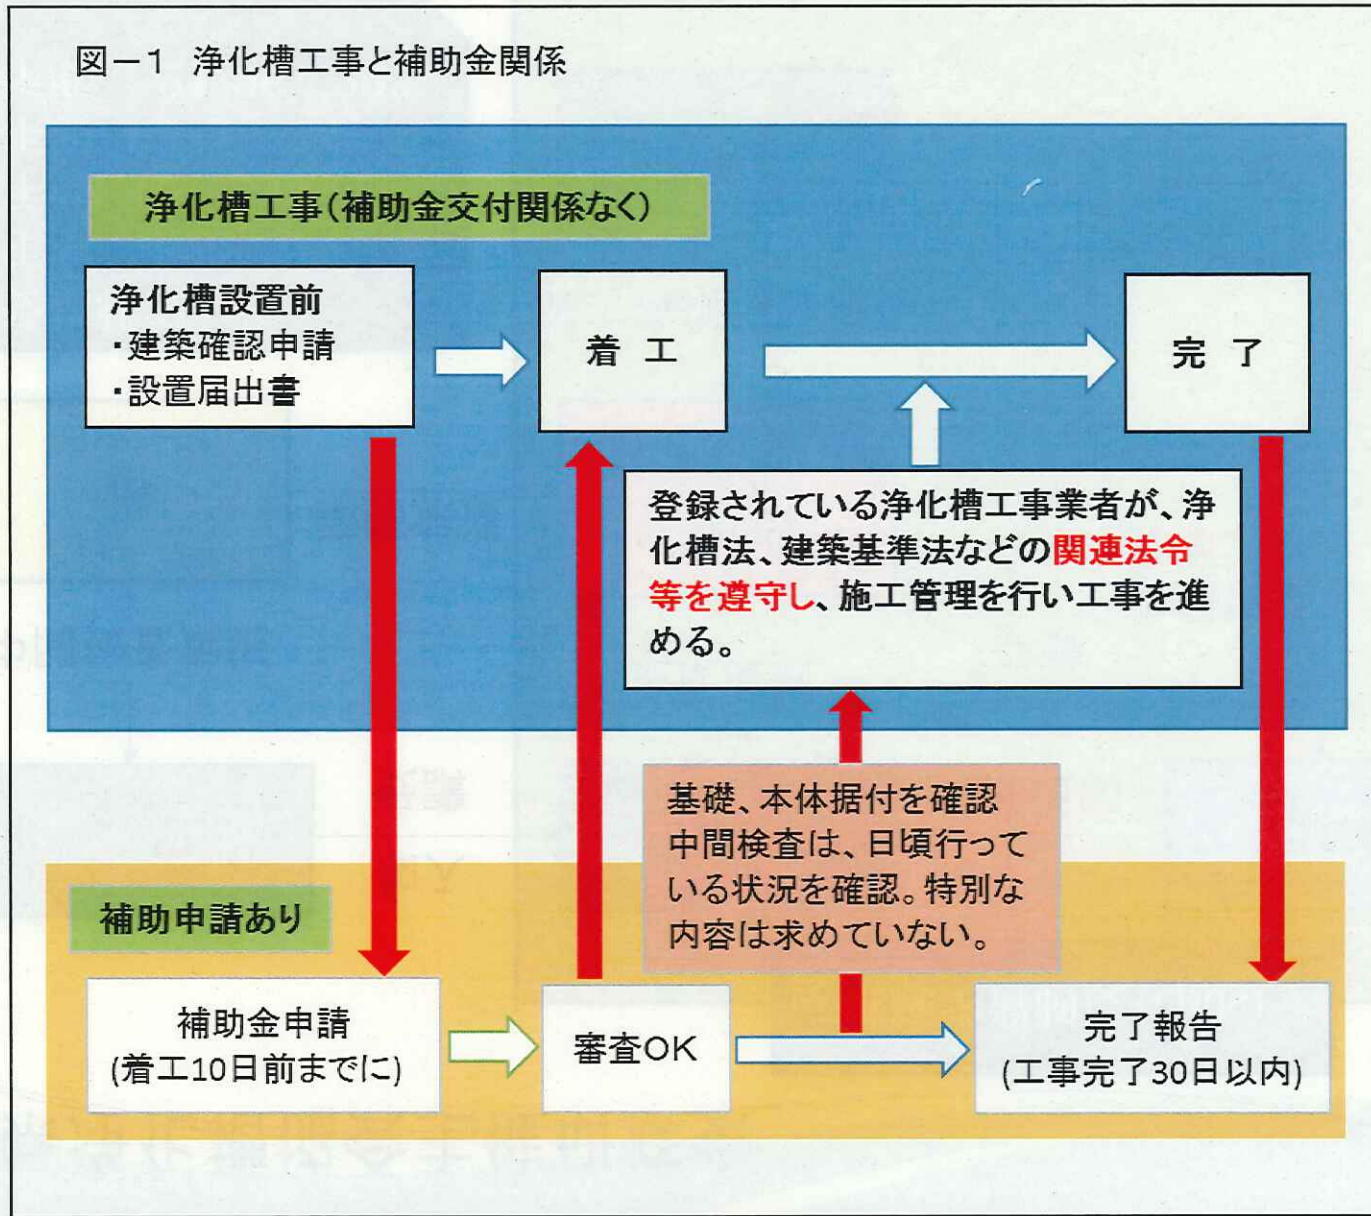 図－1 浄化槽工事と補助金関係
浄化槽工事(補助金交付関係なく)
浄化槽設置前
・建築確認申請
・設置届出書
着 工
完 了
登録されている浄化槽工事業者が、浄
化槽法、建築基準法などの関連法令
等を遵守し、施工管理を行い工事を進
める。
基礎、本体据付を確認
中間検査は、日頃行って
いる状況を確認。特別な
内容は求めていない。
補助申請あり
補助金申請
(着工10日前までに)
審査OK
完了報告
(工事完了30日以内)